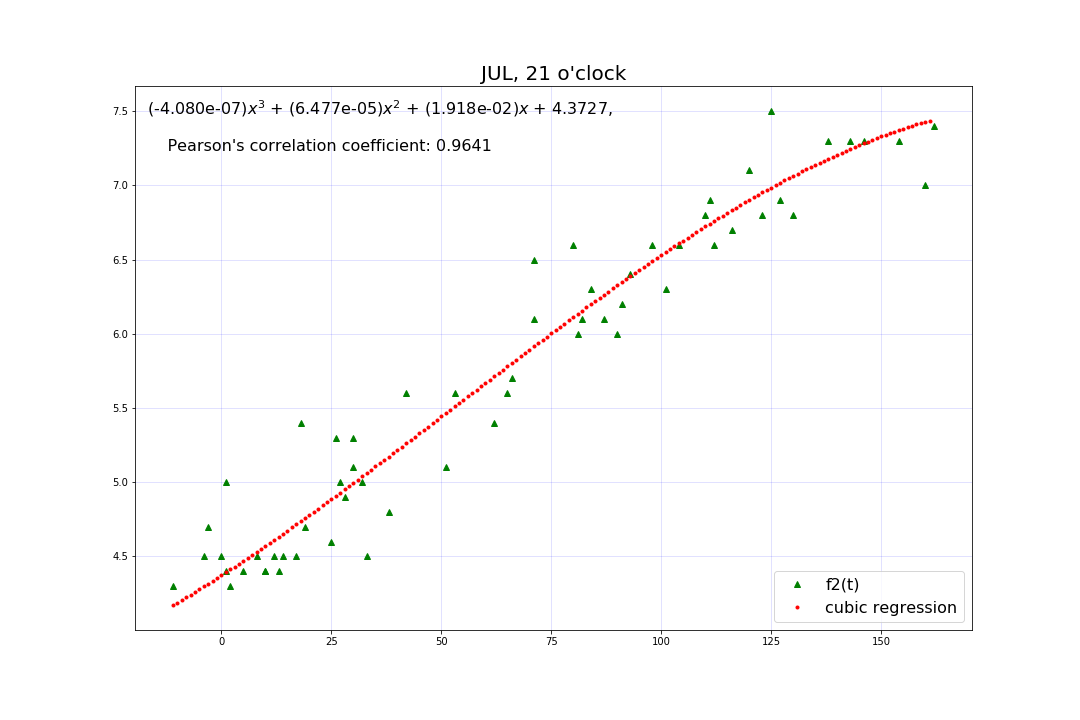 JUL, 21 o'clock
(-4.080e-07)x³ + (6.477e-05)x² + (1.918e-02)x + 4.3727,
Pearson's correlation coefficient: 0.9641
7.5
7.0
6.5
6.0
5.5
5.0
4.5
f2(t)
cubic regression
0 25 50 75 100 125 150